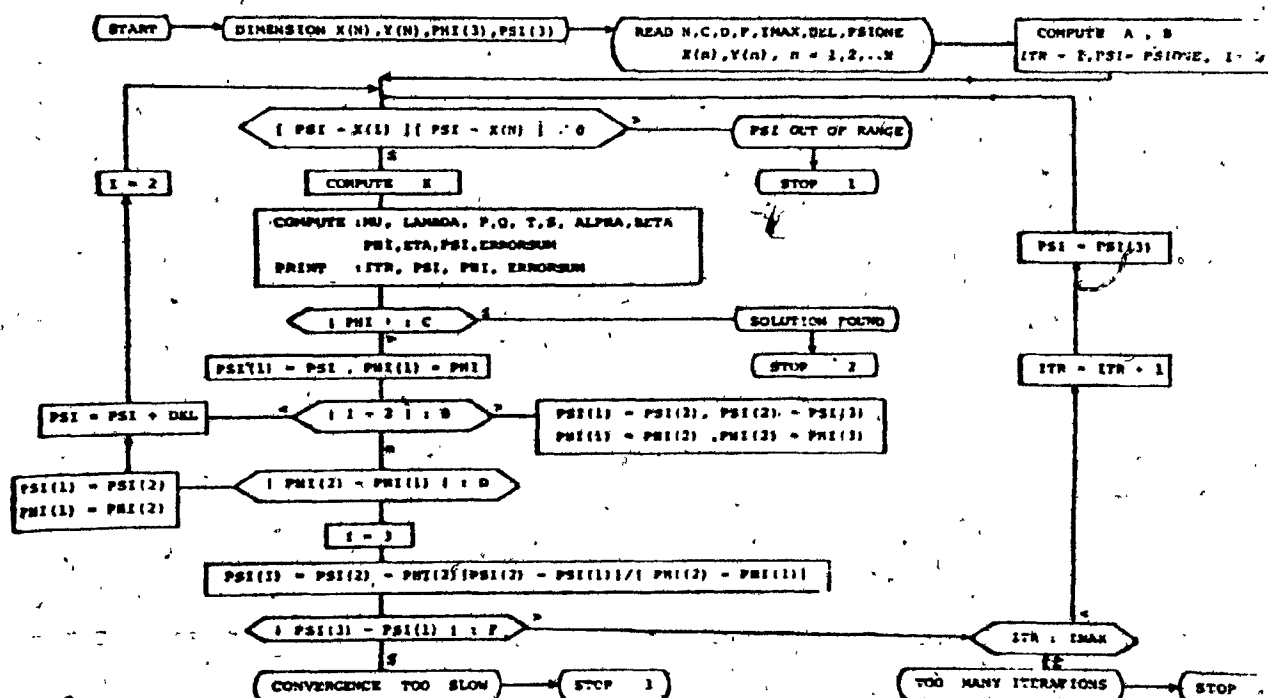 START
DIMENSION X(N),Y(N),PHI(3),PSI(3)
READ N,C,D,F,IMAX,DEL,PSIONE
X(n),Y(n), n = 1,2,..N
COMPUTE A , B
PSI= PSIONE,
[ PSI - X(1) ][ PSI - X(N) ] : 0
>
≤
PSI OUT OF RANGE
STOP 1
I = 2
COMPUTE K
COMPUTE :MU, LAMBDA, P,Q, T,S, ALPHA,BETA
PHI,ETA,PSI,ERRORSUM
PRINT :ITR, PSI, PHI, ERRORSUM
PSI = PSI(3)
| PHI | : C
≤
>
SOLUTION FOUND
STOP 2
PSI(I) = PSI , PHI(I) = PHI
ITR = ITR + 1
PSI = PSI + DEL
<
| I - 2 | : 0
>
=
PSI(1) = PSI(2), PSI(2) = PSI(3)
PHI(1) = PHI(2) ,PHI(2) = PHI(3)
PSI(1) = PSI(2)
PHI(1) = PHI(2)
| PHI(2) - PHI(1) | : D
I = 3
PSI(I) = PSI(2) - PHI(2)[PSI(2) - PSI(1)]/[ PHI(2) - PHI(1)]
| PSI(3) - PSI(1) | : F
>
≤
<
ITR : IMAX
CONVERGENCE TOO SLOW
STOP 3
TOO MANY ITERATIONS
STOP